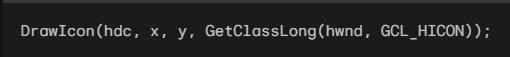 DrawIcon(hdc, x, y, GetClassLong(hwnd, GCL_HICON));